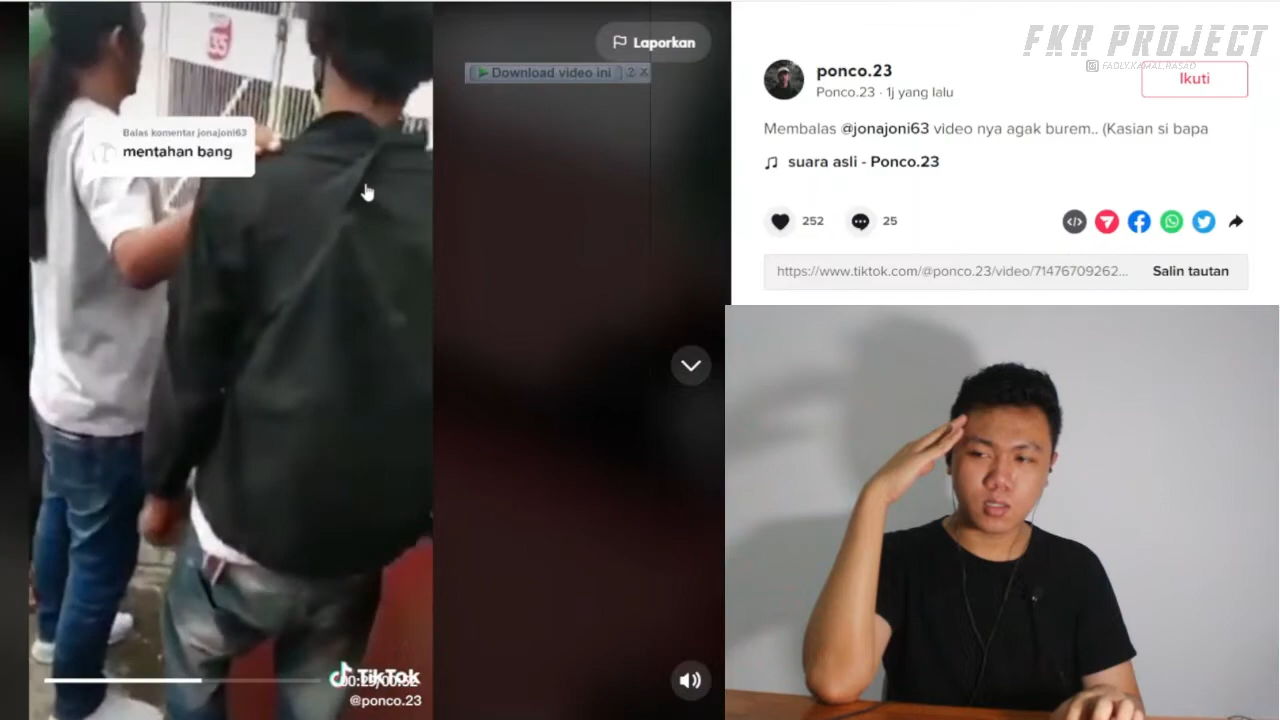 35
Balas komentar jonajoni63
mentahan bang
Laporkan
Download video ini
? X
TikTok
@ponco.23
FKR PROJECT
FADLY.KAMAL.RASAD
ponco.23
Ponco.23 · 1j yang lalu
Ikuti
Membalas @jonajoni63 video nya agak burem.. (Kasian si bapa
suara asli - Ponco.23
252
25
https://www.tiktok.com/@ponco.23/video/71476709262...
Salin tautan